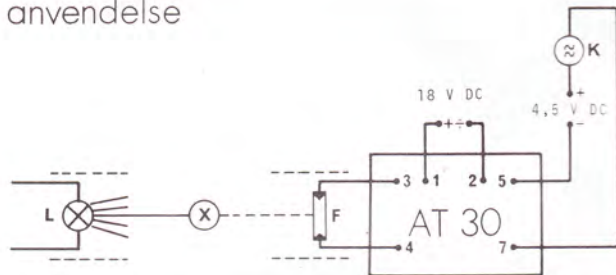 anvendelse
K
+
18 V DC
4,5 V DC
+÷
−
3 1 2 5
L
X
F
AT 30
4 7